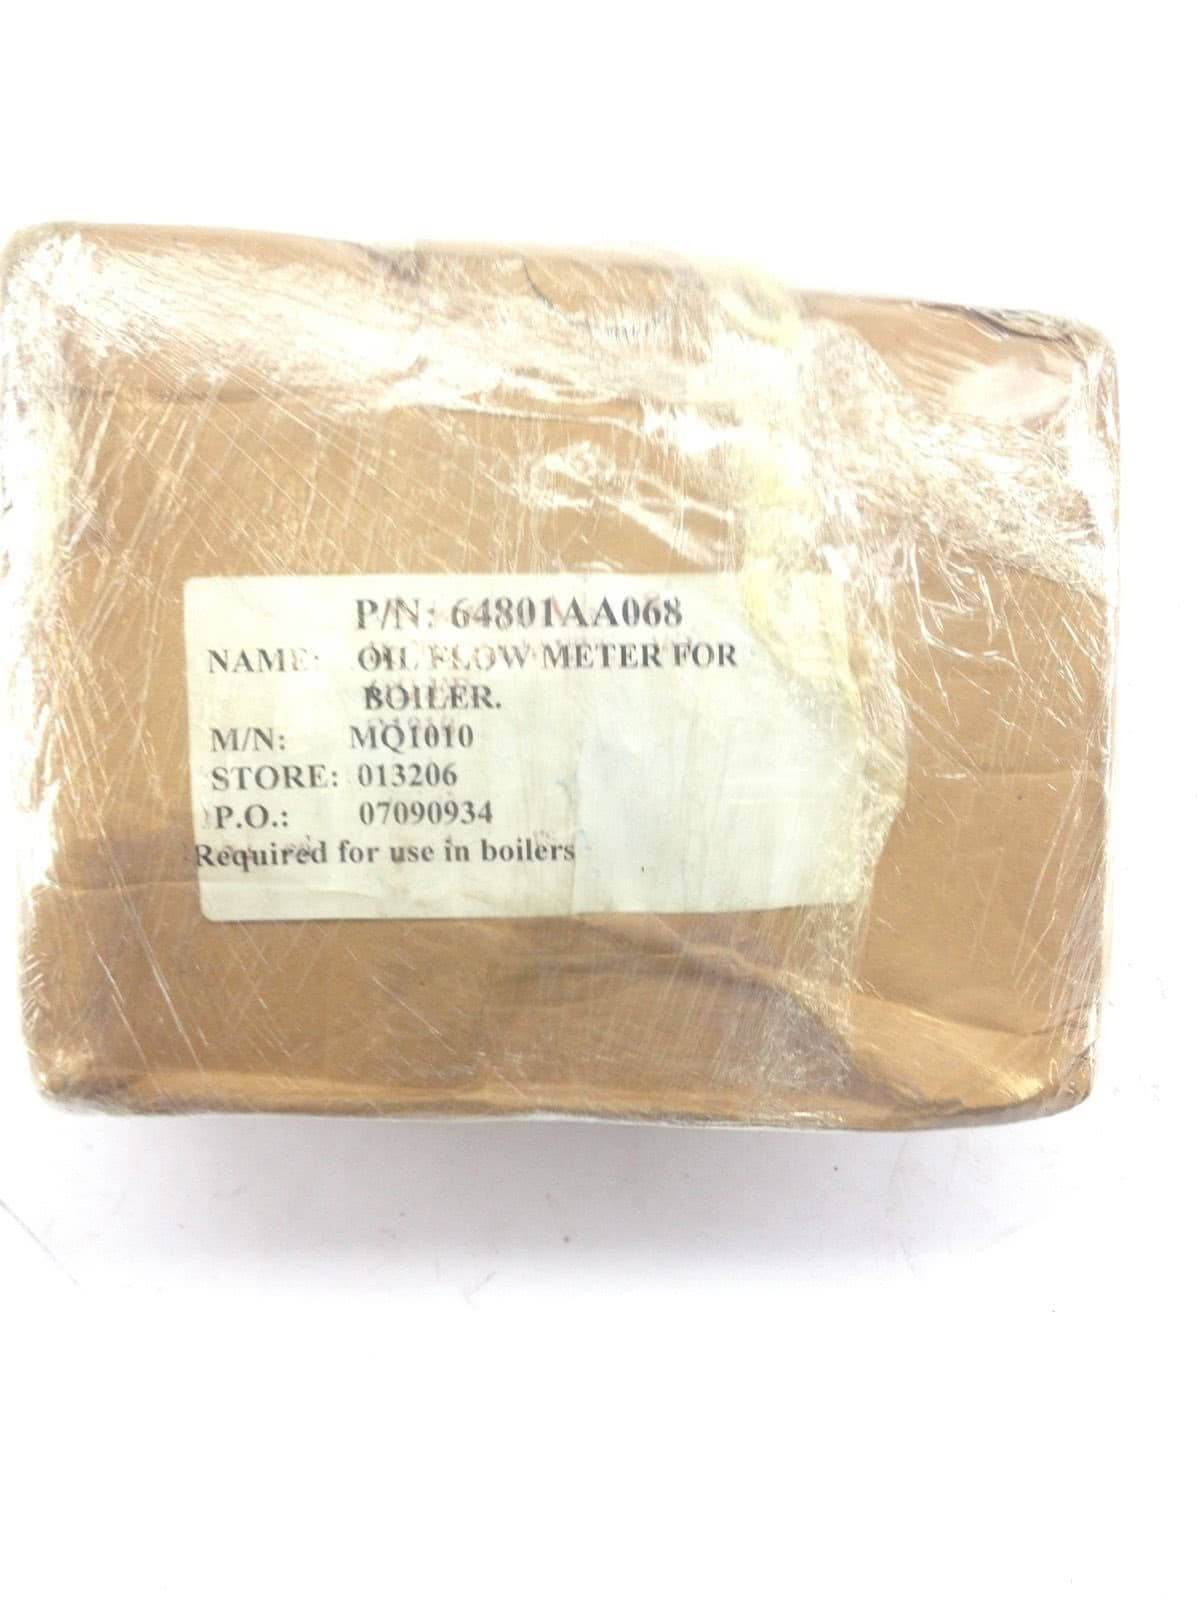 P/N: 64801AA068
NAME: OIL FLOW METER FOR
BOILER.
M/N: MQ1010
STORE: 013206
P.O.: 07090934
Required for use in boilers